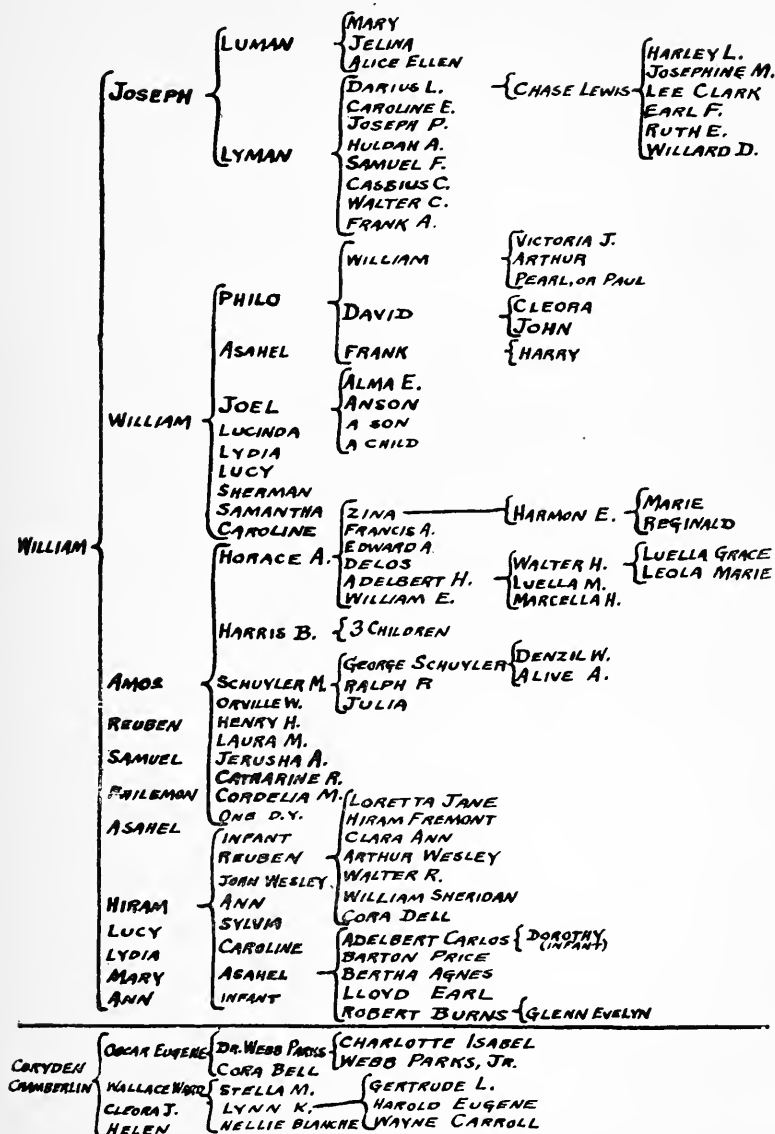 MARY
LUMAN JELINA
ALICE ELLEN
HARLEY L.
JOSEPHINE M.
JOSEPH DARIUS L. CHASE LEWIS LEE CLARK
CAROLINE E. EARL F.
JOSEPH P. RUTH E.
LYMAN HULDAH A. WILLARD D.
SAMUEL F.
CASSIUS C.
WALTER C.
FRANK A.
VICTORIA J.
WILLIAM ARTHUR
PEARL, OR PAUL
PHILO DAVID CLEORA
JOHN
ASAHEL FRANK HARRY
ALMA E.
WILLIAM JOEL ANSON
LUCINDA A SON
LYDIA A CHILD
LUCY
SHERMAN
SAMANTHA ZINA HARMON E. MARIE
CAROLINE FRANCIS A. REGINALD
WILLIAM HORACE A. EDWARD A
DELOS WALTER H. LUELLA GRACE
ADELBERT H. LUELLA M. LEOLA MARIE
WILLIAM E. MARCELLA H.
HARRIS B. 3 CHILDREN
GEORGE SCHUYLER DENZIL W.
AMOS SCHUYLER M. RALPH R ALIVE A.
ORVILLE W. JULIA
REUBEN HENRY H.
LAURA M.
SAMUEL JERUSHA A.
CATHARINE R.
PHILEMON CORDELIA M. LORETTA JANE
ONE D.Y. HIRAM FREMONT
ASAHEL INFANT CLARA ANN
REUBEN ARTHUR WESLEY
JOHN WESLEY WALTER R.
HIRAM ANN WILLIAM SHERIDAN
SYLVIA CORA DELL
LUCY CAROLINE ADELBERT CARLOS DOROTHY
(INFANT)
LYDIA BARTON PRICE
MARY ASAHEL BERTHA AGNES
ANN INFANT LLOYD EARL
ROBERT BURNS GLENN EVELYN
OSCAR EUGENE DR. WEBB PARKS CHARLOTTE ISABEL
CORYDEN CORA BELL WEBB PARKS, JR.
CHAMBERLIN WALLACE WARD STELLA M. GERTRUDE L.
CLEORA J. LYNN K. HAROLD EUGENE
HELEN NELLIE BLANCHE WAYNE CARROLL